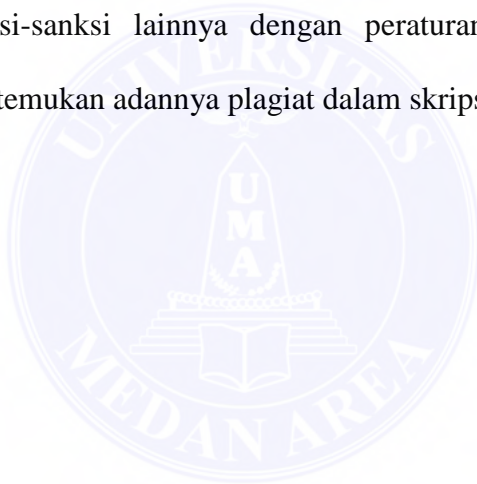 si-sanksi lainnya dengan peraturan
temukan adannya plagiat dalam skrips
UNIVERSITAS
UMA
MEDAN AREA